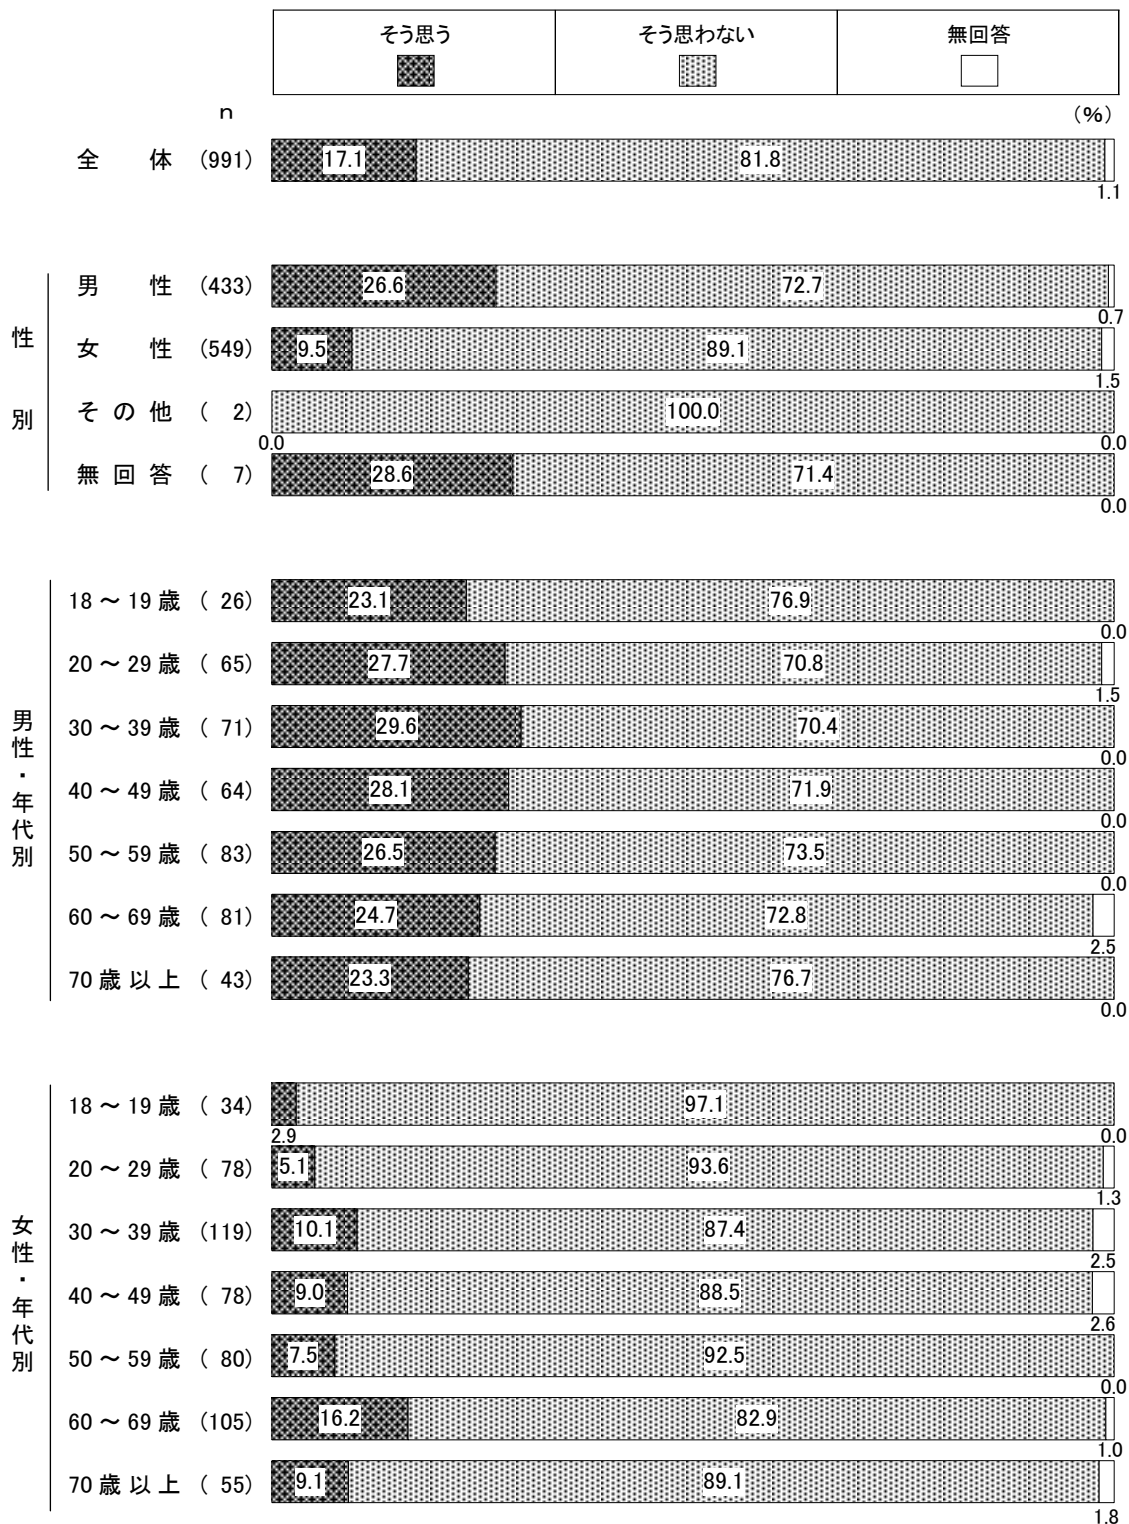 そう思う そう思わない 無回答
n (%)
全体 (991) 17.1 81.8 1.1
性別
男性 (433) 26.6 72.7 0.7
女性 (549) 9.5 89.1 1.5
その他 ( 2) 0.0 100.0 0.0
無回答 ( 7) 28.6 71.4 0.0
男性・年代別
18～19歳 ( 26) 23.1 76.9 0.0
20～29歳 ( 65) 27.7 70.8 1.5
30～39歳 ( 71) 29.6 70.4 0.0
40～49歳 ( 64) 28.1 71.9 0.0
50～59歳 ( 83) 26.5 73.5 0.0
60～69歳 ( 81) 24.7 72.8 2.5
70歳以上 ( 43) 23.3 76.7 0.0
女性・年代別
18～19歳 ( 34) 2.9 97.1 0.0
20～29歳 ( 78) 5.1 93.6 1.3
30～39歳 (119) 10.1 87.4 2.5
40～49歳 ( 78) 9.0 88.5 2.6
50～59歳 ( 80) 7.5 92.5 0.0
60～69歳 (105) 16.2 82.9 1.0
70歳以上 ( 55) 9.1 89.1 1.8